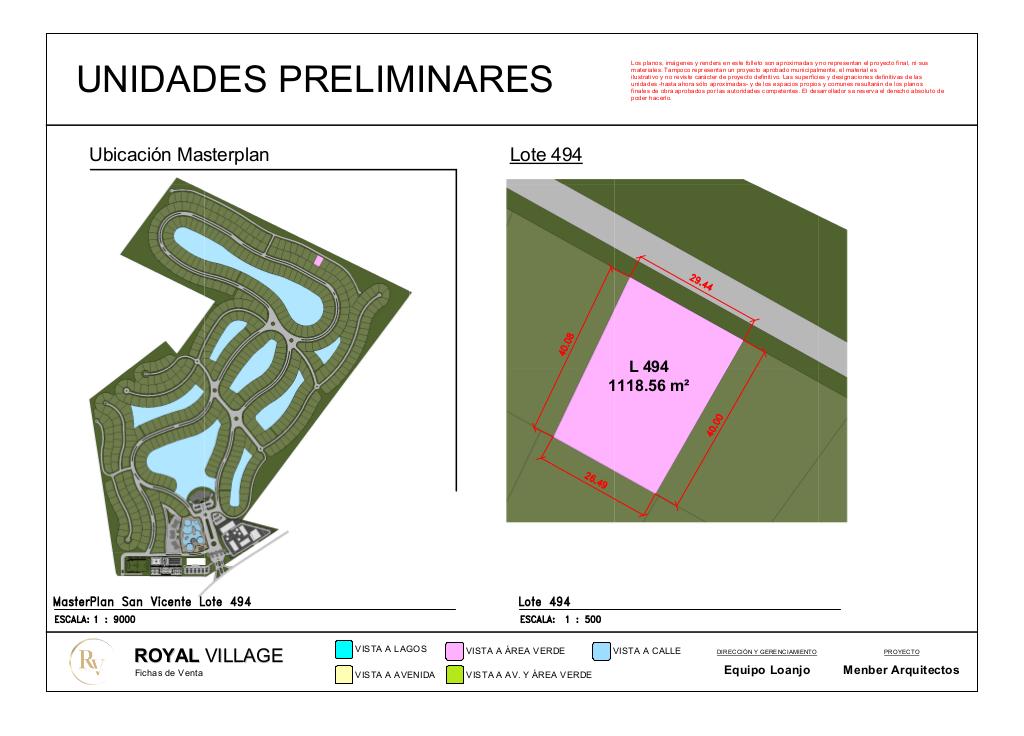 UNIDADES PRELIMINARES
Los planos, imágenes y renders en este folleto son aproximadas y no representan el proyecto final, ni sus
materiales. Tampoco representan un proyecto aprobado municipalmente, el material es
ilustrativo y no reviste carácter de proyecto definitivo. Las superficies y designaciones definitivas de las
unidades -hasta ahora sólo aproximadas- y de los espacios propios y comunes resultarán de los planos
finales de obra aprobados por las autoridades competentes. El desarrollador se reserva el derecho absoluto de
poder hacerlo.
Ubicación Masterplan
Lote 494
29.44
40.08
L 494
1118.56 m²
40.00
26.49
MasterPlan San Vicente Lote 494
ESCALA: 1 : 9000
Lote 494
ESCALA: 1 : 500
RV
ROYAL VILLAGE
Fichas de Venta
VISTA A LAGOS
VISTA A ÁREA VERDE
VISTA A CALLE
VISTA A AVENIDA
VISTA A AV. Y ÁREA VERDE
DIRECCIÓN Y GERENCIAMIENTO
Equipo Loanjo
PROYECTO
Menber Arquitectos